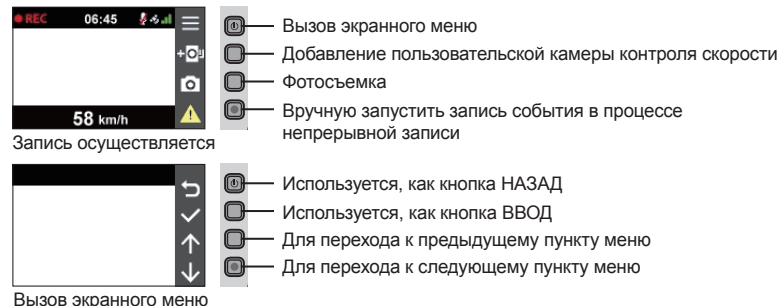 REC 06:45
58 km/h
Запись осуществляется
Вызов экранного меню
Добавление пользовательской камеры контроля скорости
Фотосъемка
Вручную запустить запись события в процессе
непрерывной записи
Вызов экранного меню
Используется, как кнопка НАЗАД
Используется, как кнопка ВВОД
Для перехода к предыдущему пункту меню
Для перехода к следующему пункту меню